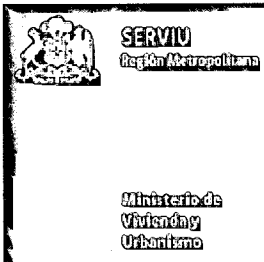 SERVIU
Región Metropolitana
Ministerio de
Vivienda y
Urbanismo